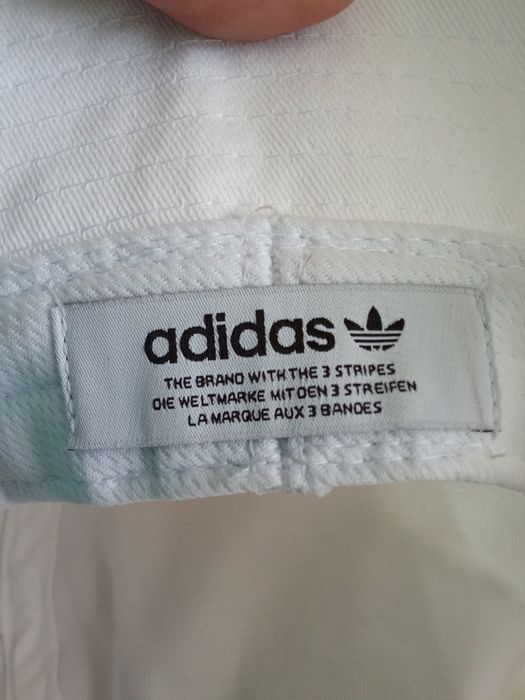 adidas
THE BRAND WITH THE 3 STRIPES
DIE WELTMARKE MIT DEN 3 STREIFEN
LA MARQUE AUX 3 BANDES